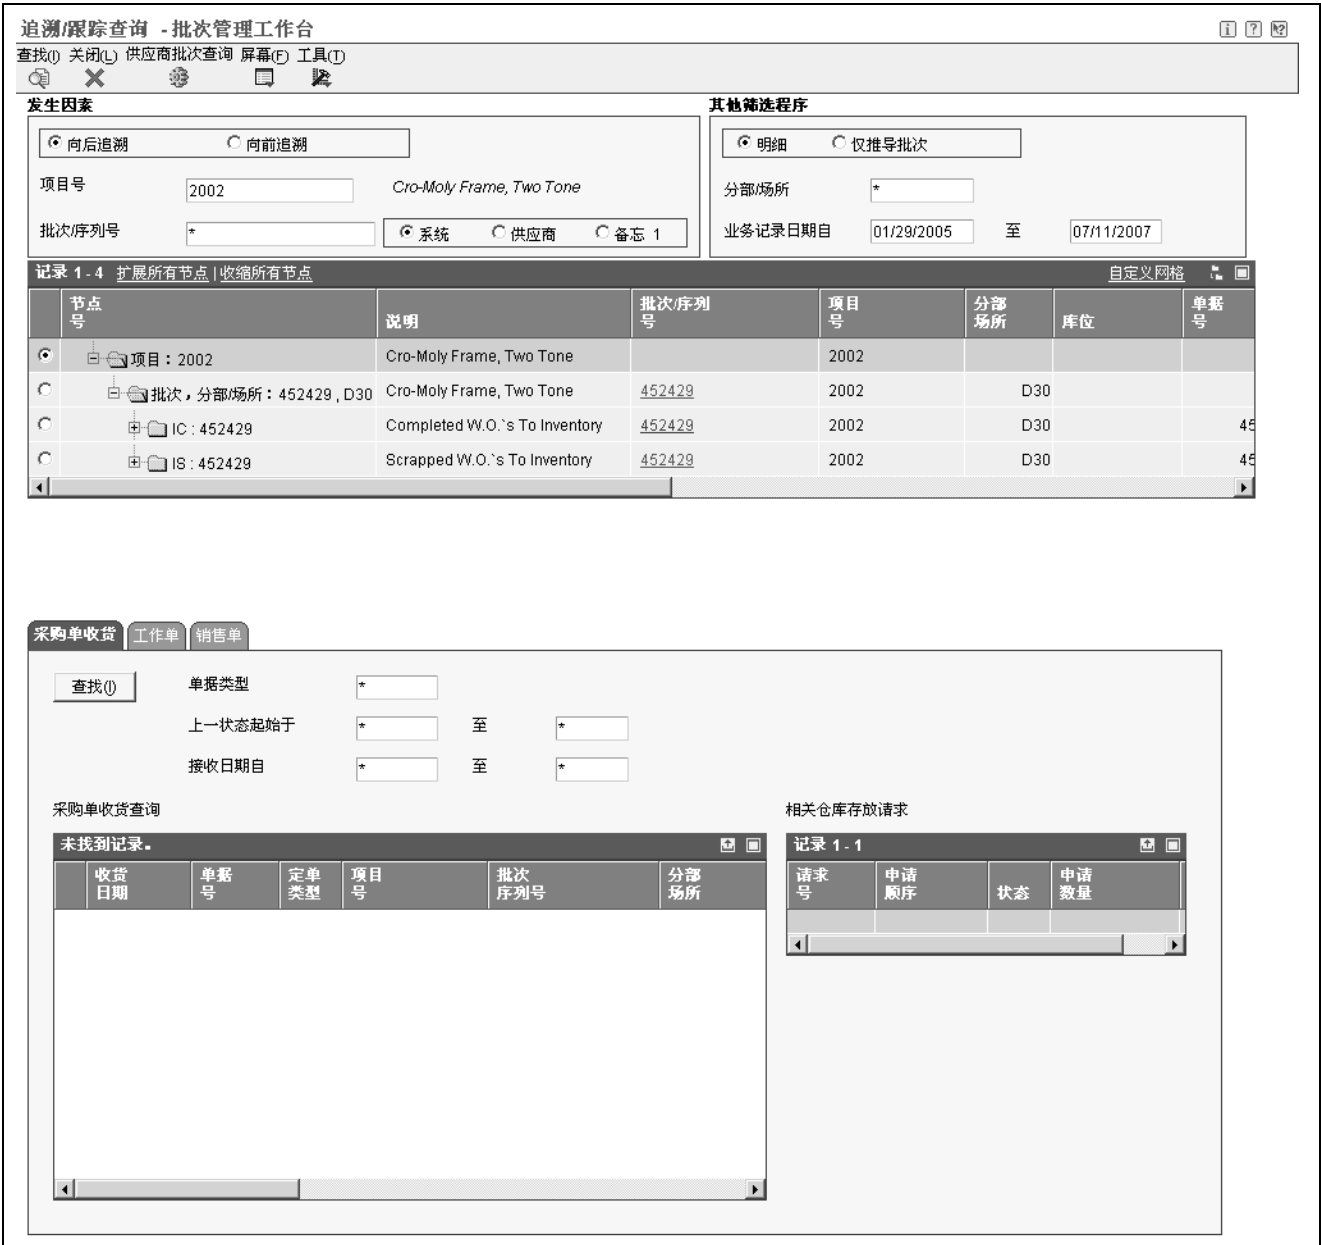 追溯/跟踪查询 - 批次管理工作台
查找(I) 关闭(L) 供应商批次查询 屏幕(F) 工具(T)
发生因素
其他筛选程序
向后追溯 向前追溯
明细 仅推导批次
项目号 2002 Cro-Moly Frame, Two Tone
分部/场所 *
批次/序列号 * 系统 供应商 备忘 1
业务记录日期自 01/29/2005 至 07/11/2007
记录 1 - 4 扩展所有节点 | 收缩所有节点 自定义网格
节点号 说明 批次/序列号 项目号 分部场所 库位 单据号
项目：2002 Cro-Moly Frame, Two Tone 2002
批次，分部/场所：452429 , D30 Cro-Moly Frame, Two Tone 452429 2002 D30
IC : 452429 Completed W.O.`s To Inventory 452429 2002 D30 45
IS : 452429 Scrapped W.O.`s To Inventory 452429 2002 D30 45
采购单收货 工作单 销售单
查找(I) 单据类型 *
上一状态起始于 * 至 *
接收日期自 * 至 *
采购单收货查询
相关仓库存放请求
未找到记录。
收货日期 单据号 定单类型 项目号 批次序列号 分部场所
记录 1 - 1
请求号 申请顺序 状态 申请数量